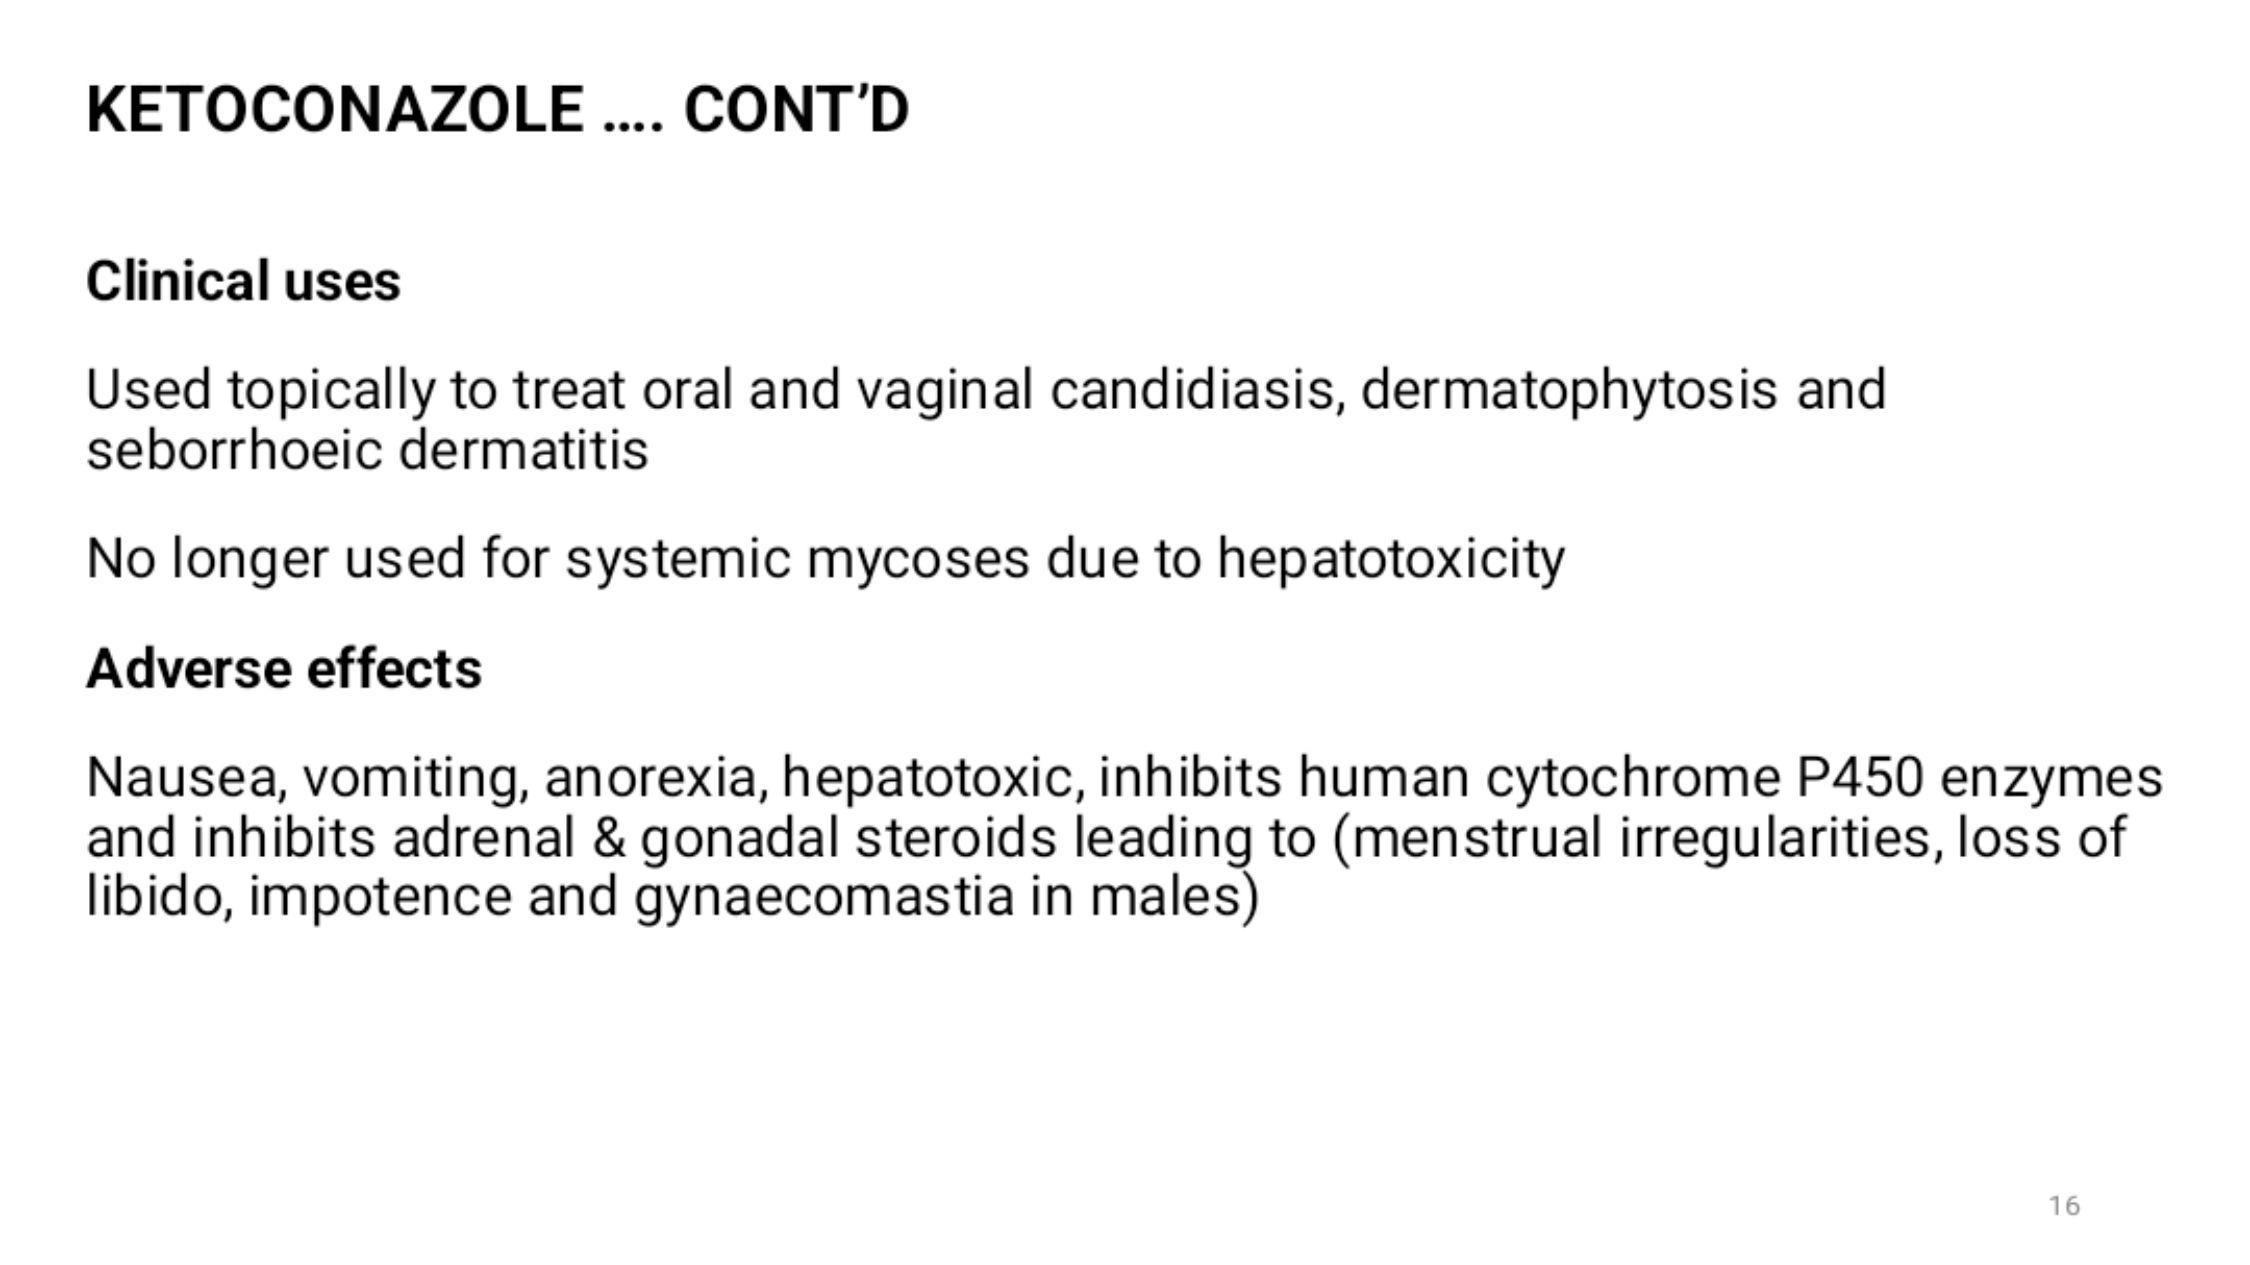 KETOCONAZOLE .... CONT’D
Clinical uses
Used topically to treat oral and vaginal candidiasis, dermatophytosis and
seborrhoeic dermatitis
No longer used for systemic mycoses due to hepatotoxicity
Adverse effects
Nausea, vomiting, anorexia, hepatotoxic, inhibits human cytochrome P450 enzymes
and inhibits adrenal & gonadal steroids leading to (menstrual irregularities, loss of
libido, impotence and gynaecomastia in males)
16